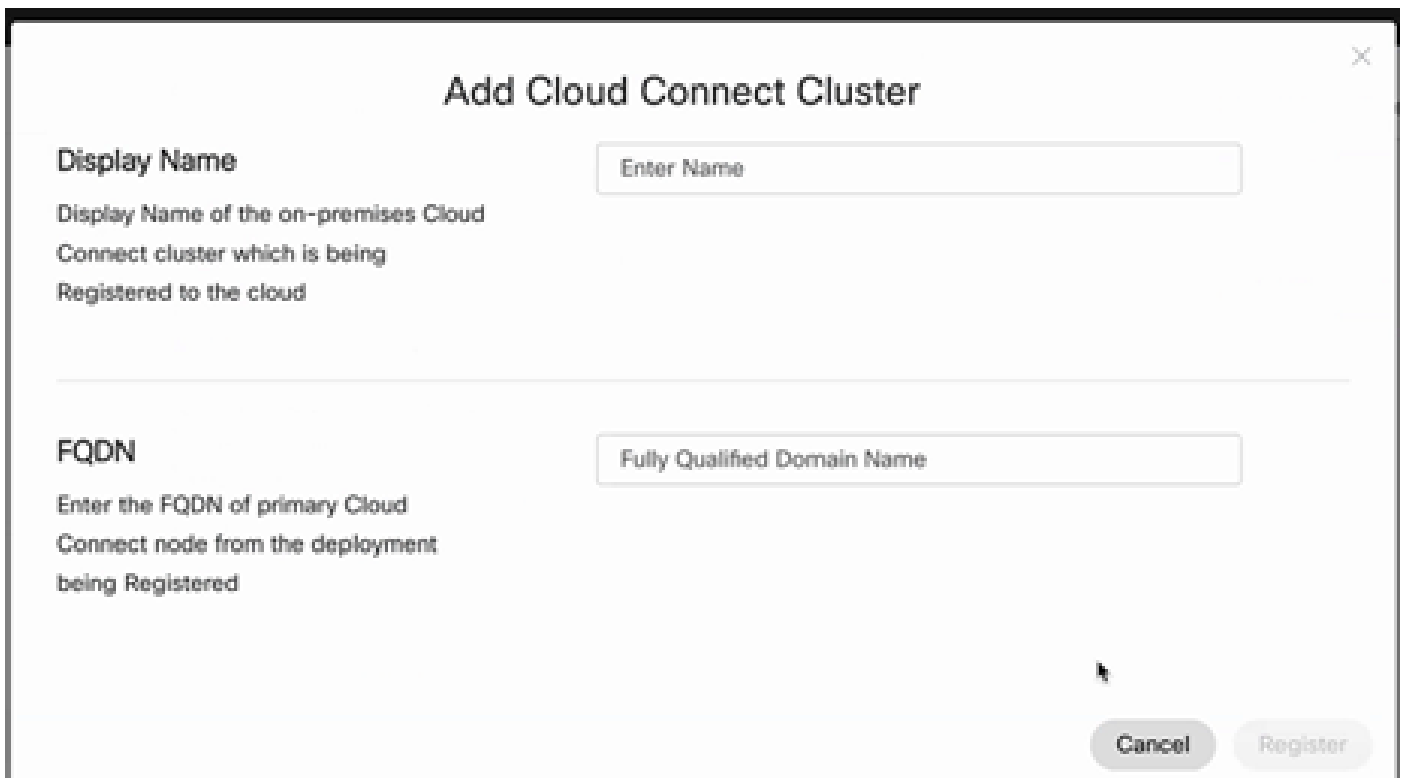 Add Cloud Connect Cluster
Display Name
Enter Name
Display Name of the on-premises Cloud
Connect cluster which is being
Registered to the cloud
FQDN
Fully Qualified Domain Name
Enter the FQDN of primary Cloud
Connect node from the deployment
being Registered
Cancel
Register